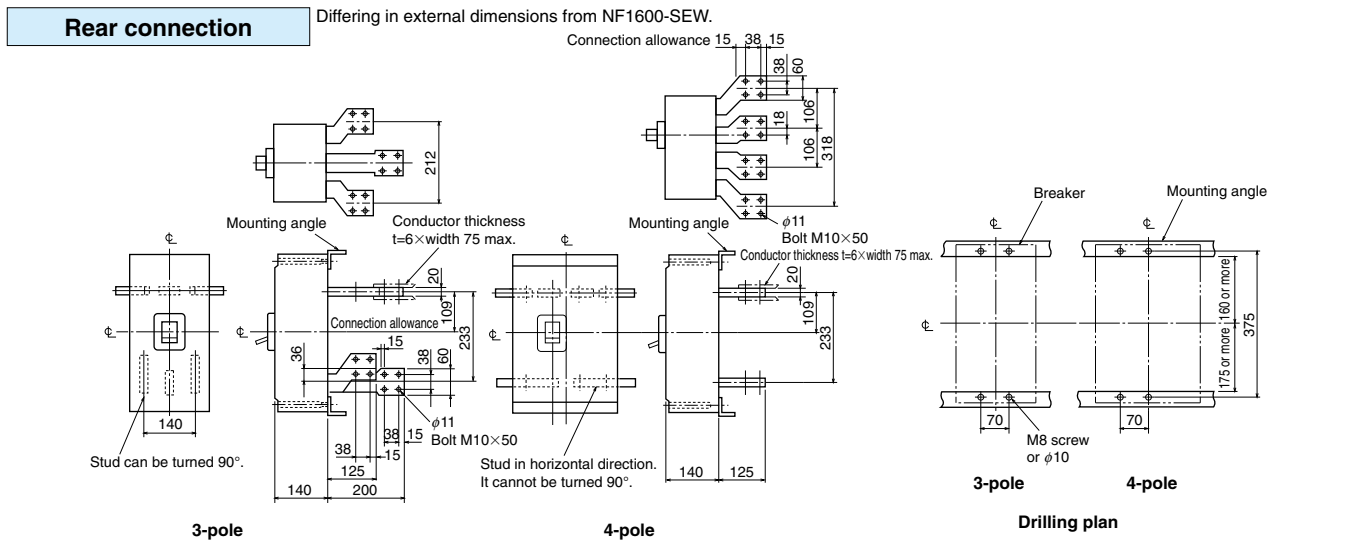 Rear connection
Differing in external dimensions from NF1600-SEW.
Connection allowance 15 38 15
38
60
106
18
106
318
212
Mounting angle
Conductor thickness
t=6×width 75 max.
℄
℄
140
Stud can be turned 90°.
℄
20
109
233
Connection allowance
15
36
38
60
φ11
Bolt M10×50
38
15
38
15
125
140
200
3-pole
Mounting angle
φ11
Bolt M10×50
Conductor thickness t=6×width 75 max.
℄
℄
20
109
233
Stud in horizontal direction.
It cannot be turned 90°.
℄
140
125
4-pole
Breaker
Mounting angle
℄
℄
℄
160 or more
175 or more
375
70
70
M8 screw
or φ10
3-pole
4-pole
Drilling plan